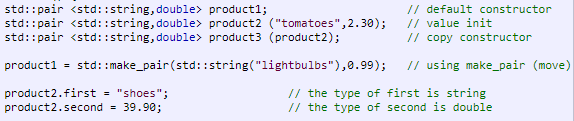 std::pair <std::string,double> product1;                     // default constructor
std::pair <std::string,double> product2 ("tomatoes",2.30);   // value init
std::pair <std::string,double> product3 (product2);          // copy constructor

product1 = std::make_pair(std::string("lightbulbs"),0.99);   // using make_pair (move)

product2.first = "shoes";                  // the type of first is string
product2.second = 39.90;                   // the type of second is double